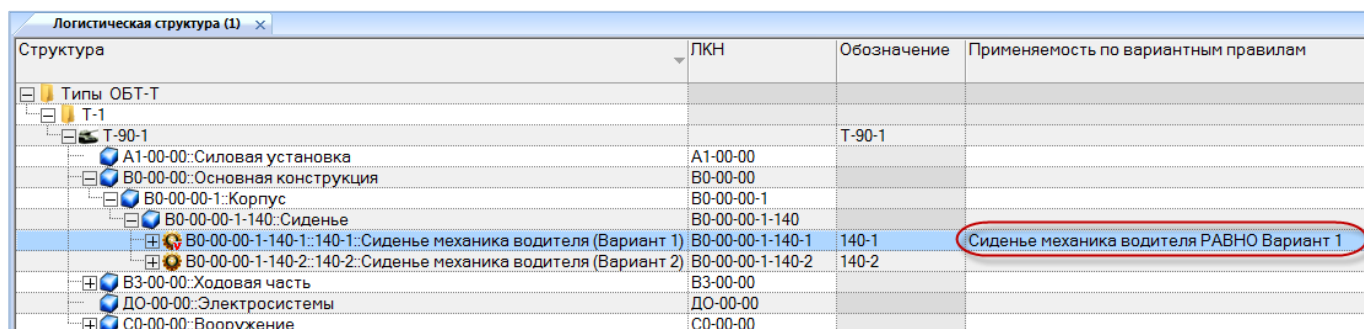 Логистическая структура (1)
Структура ЛКН Обозначение Применяемость по вариантным правилам
Типы ОБТ-Т
Т-1
Т-90-1 Т-90-1
А1-00-00::Силовая установка А1-00-00
В0-00-00::Основная конструкция В0-00-00
В0-00-00-1::Корпус В0-00-00-1
В0-00-00-1-140::Сиденье В0-00-00-1-140
В0-00-00-1-140-1::140-1::Сиденье механика водителя (Вариант 1) В0-00-00-1-140-1 140-1 Сиденье механика водителя РАВНО Вариант 1
В0-00-00-1-140-2::140-2::Сиденье механика водителя (Вариант 2) В0-00-00-1-140-2 140-2
В3-00-00::Ходовая часть В3-00-00
ДО-00-00::Электросистемы ДО-00-00
С0-00-00::Вооружение С0-00-00